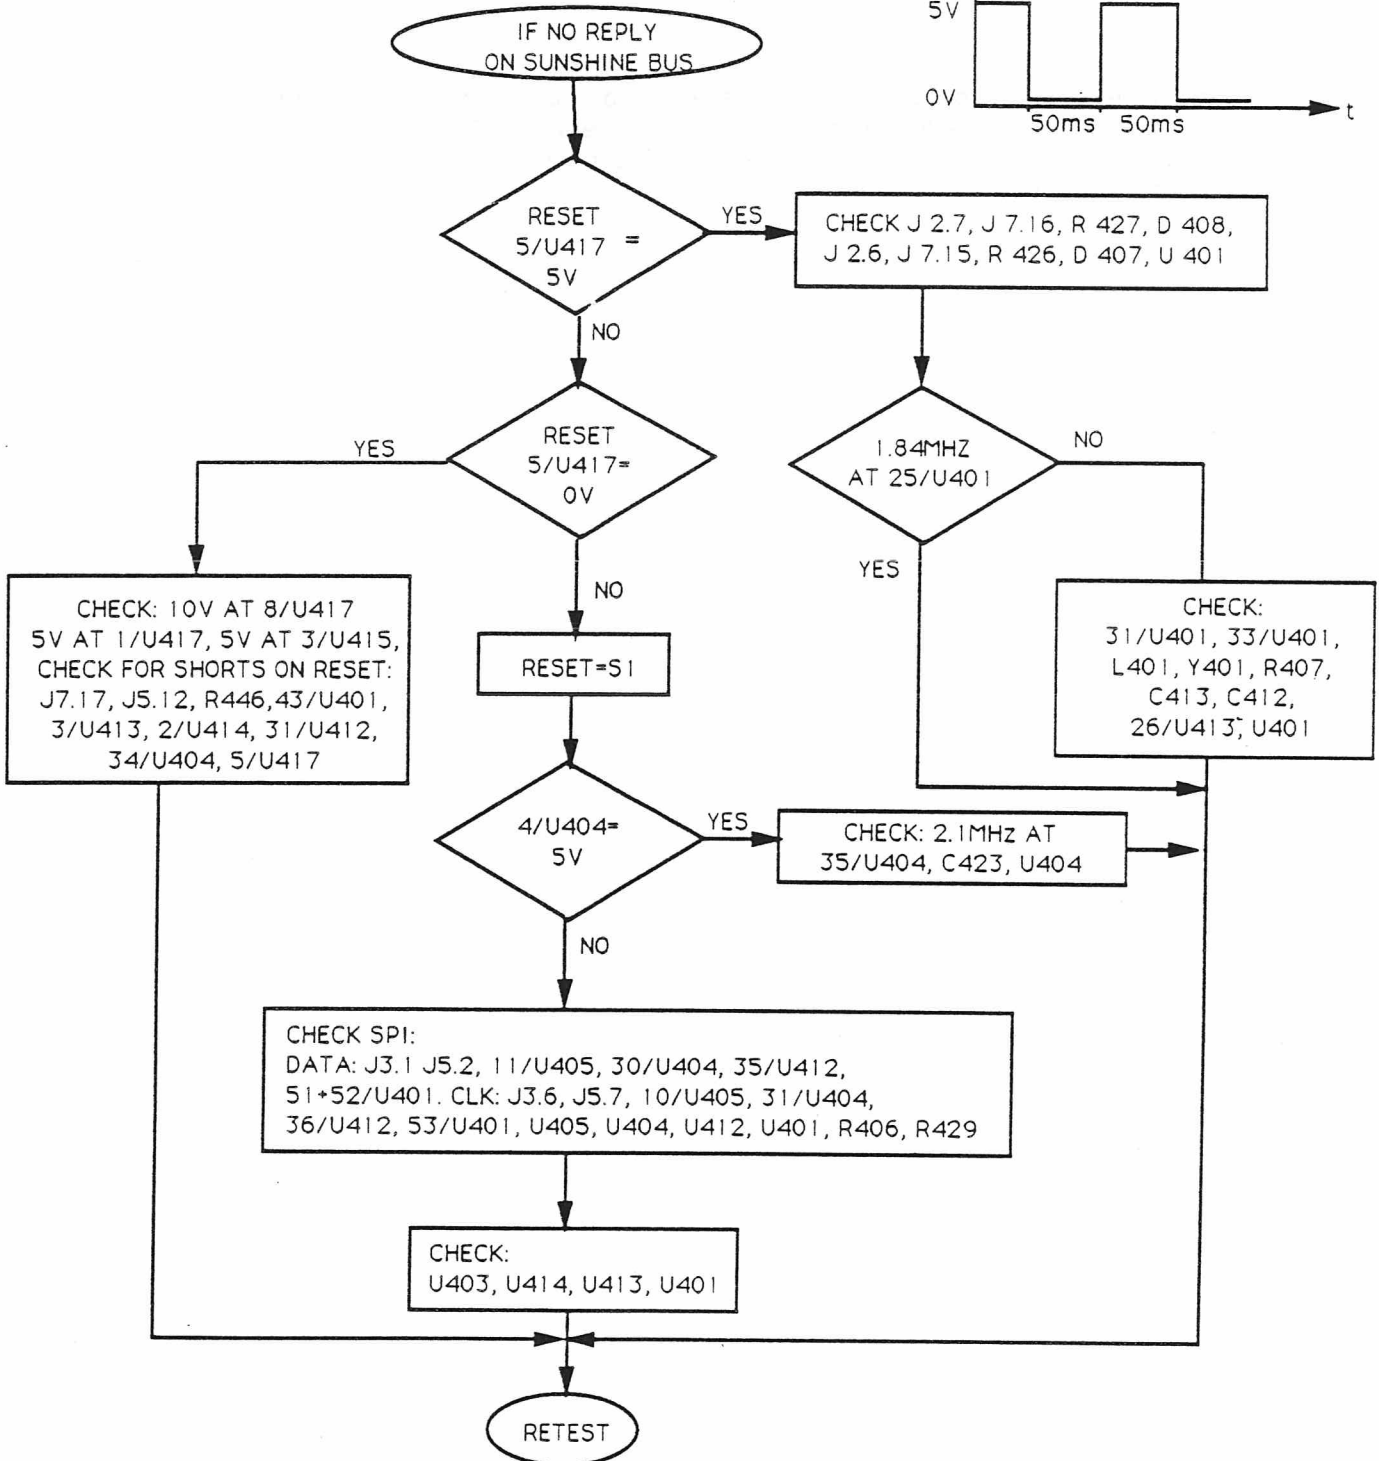 IF NO REPLY
ON SUNSHINE BUS
5V
0V
50ms 50ms
t
RESET
5/U417 =
5V
YES
CHECK J 2.7, J 7.16, R 427, D 408,
J 2.6, J 7.15, R 426, D 407, U 401
NO
RESET
5/U417=
0V
YES
NO
1.84MHZ
AT 25/U401
NO
YES
CHECK: 10V AT 8/U417
5V AT 1/U417, 5V AT 3/U415,
CHECK FOR SHORTS ON RESET:
J7.17, J5.12, R446,43/U401,
3/U413, 2/U414, 31/U412,
34/U404, 5/U417
RESET=S1
CHECK:
31/U401, 33/U401,
L401, Y401, R407,
C413, C412,
26/U413, U401
4/U404=
5V
YES
CHECK: 2.1MHz AT
35/U404, C423, U404
NO
CHECK SPI:
DATA: J3.1 J5.2, 11/U405, 30/U404, 35/U412,
51+52/U401. CLK: J3.6, J5.7, 10/U405, 31/U404,
36/U412, 53/U401, U405, U404, U412, U401, R406, R429
CHECK:
U403, U414, U413, U401
RETEST